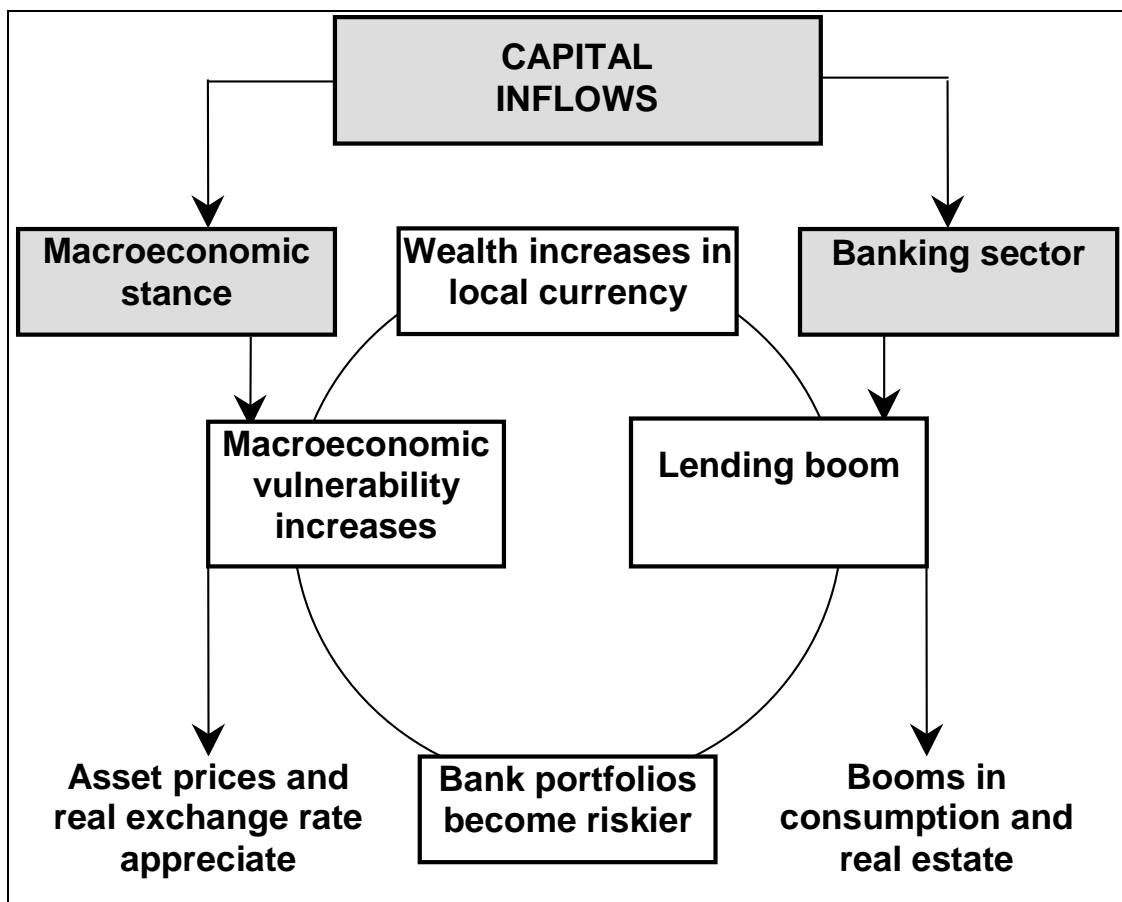 CAPITAL
INFLOWS
Macroeconomic
stance
Wealth increases in
local currency
Banking sector
Macroeconomic
vulnerability
increases
Lending boom
Asset prices and
real exchange rate
appreciate
Bank portfolios
become riskier
Booms in
consumption and
real estate